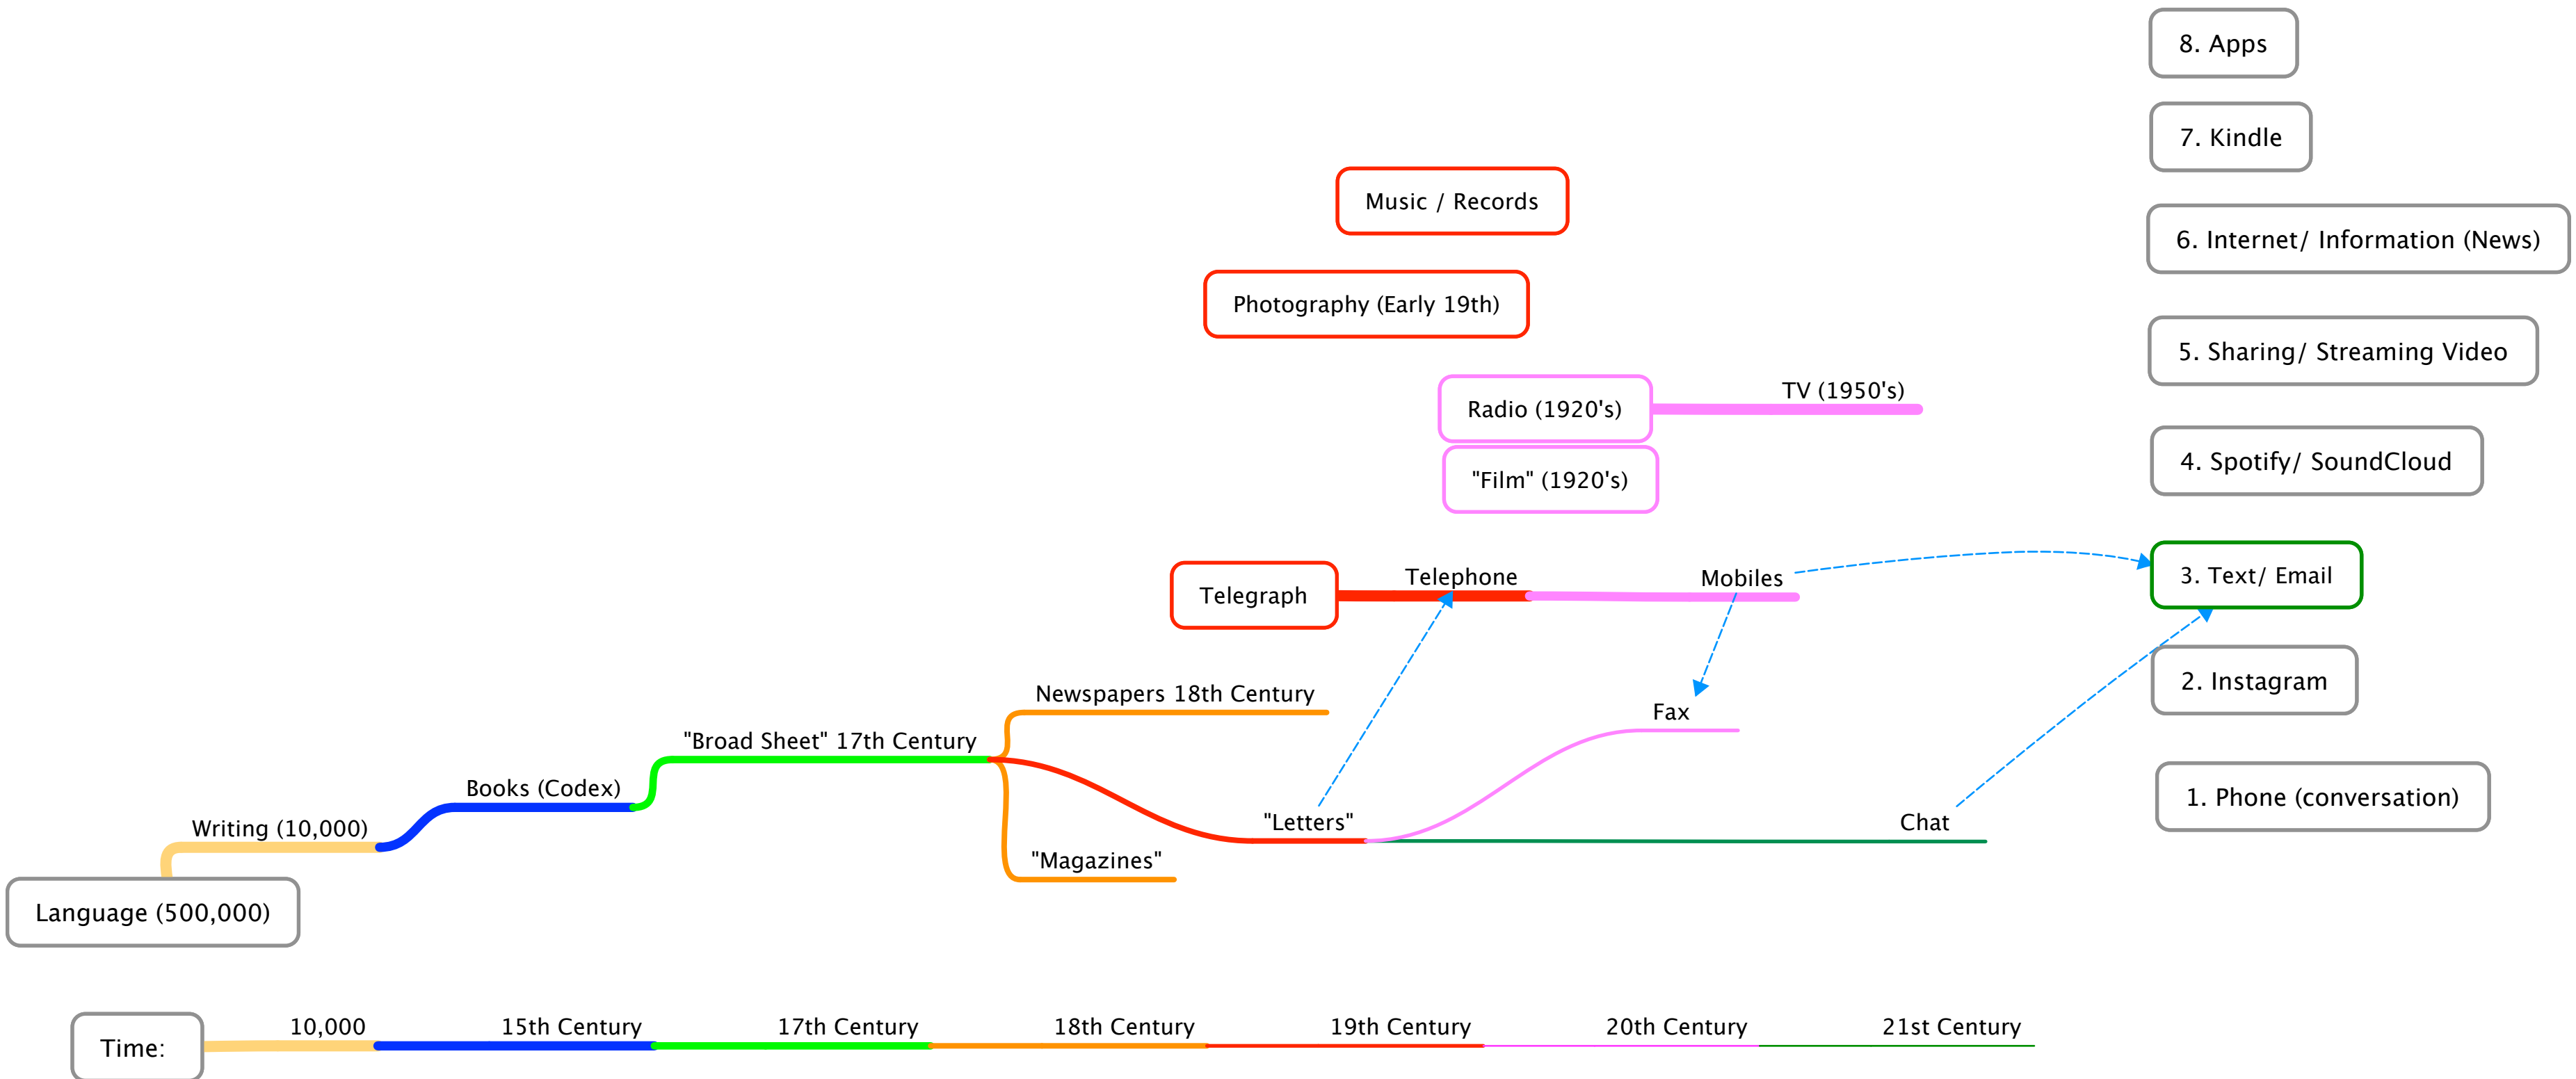 8. Apps
7. Kindle
Music / Records
6. Internet/ Information (News)
Photography (Early 19th)
5. Sharing/ Streaming Video
TV (1950's)
Radio (1920's)
4. Spotify/ SoundCloud
"Film" (1920's)
Telephone
Mobiles
3. Text/ Email
Telegraph
2. Instagram
Newspapers 18th Century
Fax
"Broad Sheet" 17th Century
Books (Codex)
1. Phone (conversation)
Writing (10,000)
"Letters"
Chat
"Magazines"
Language (500,000)
Time:
10,000
15th Century
17th Century
18th Century
19th Century
20th Century
21st Century